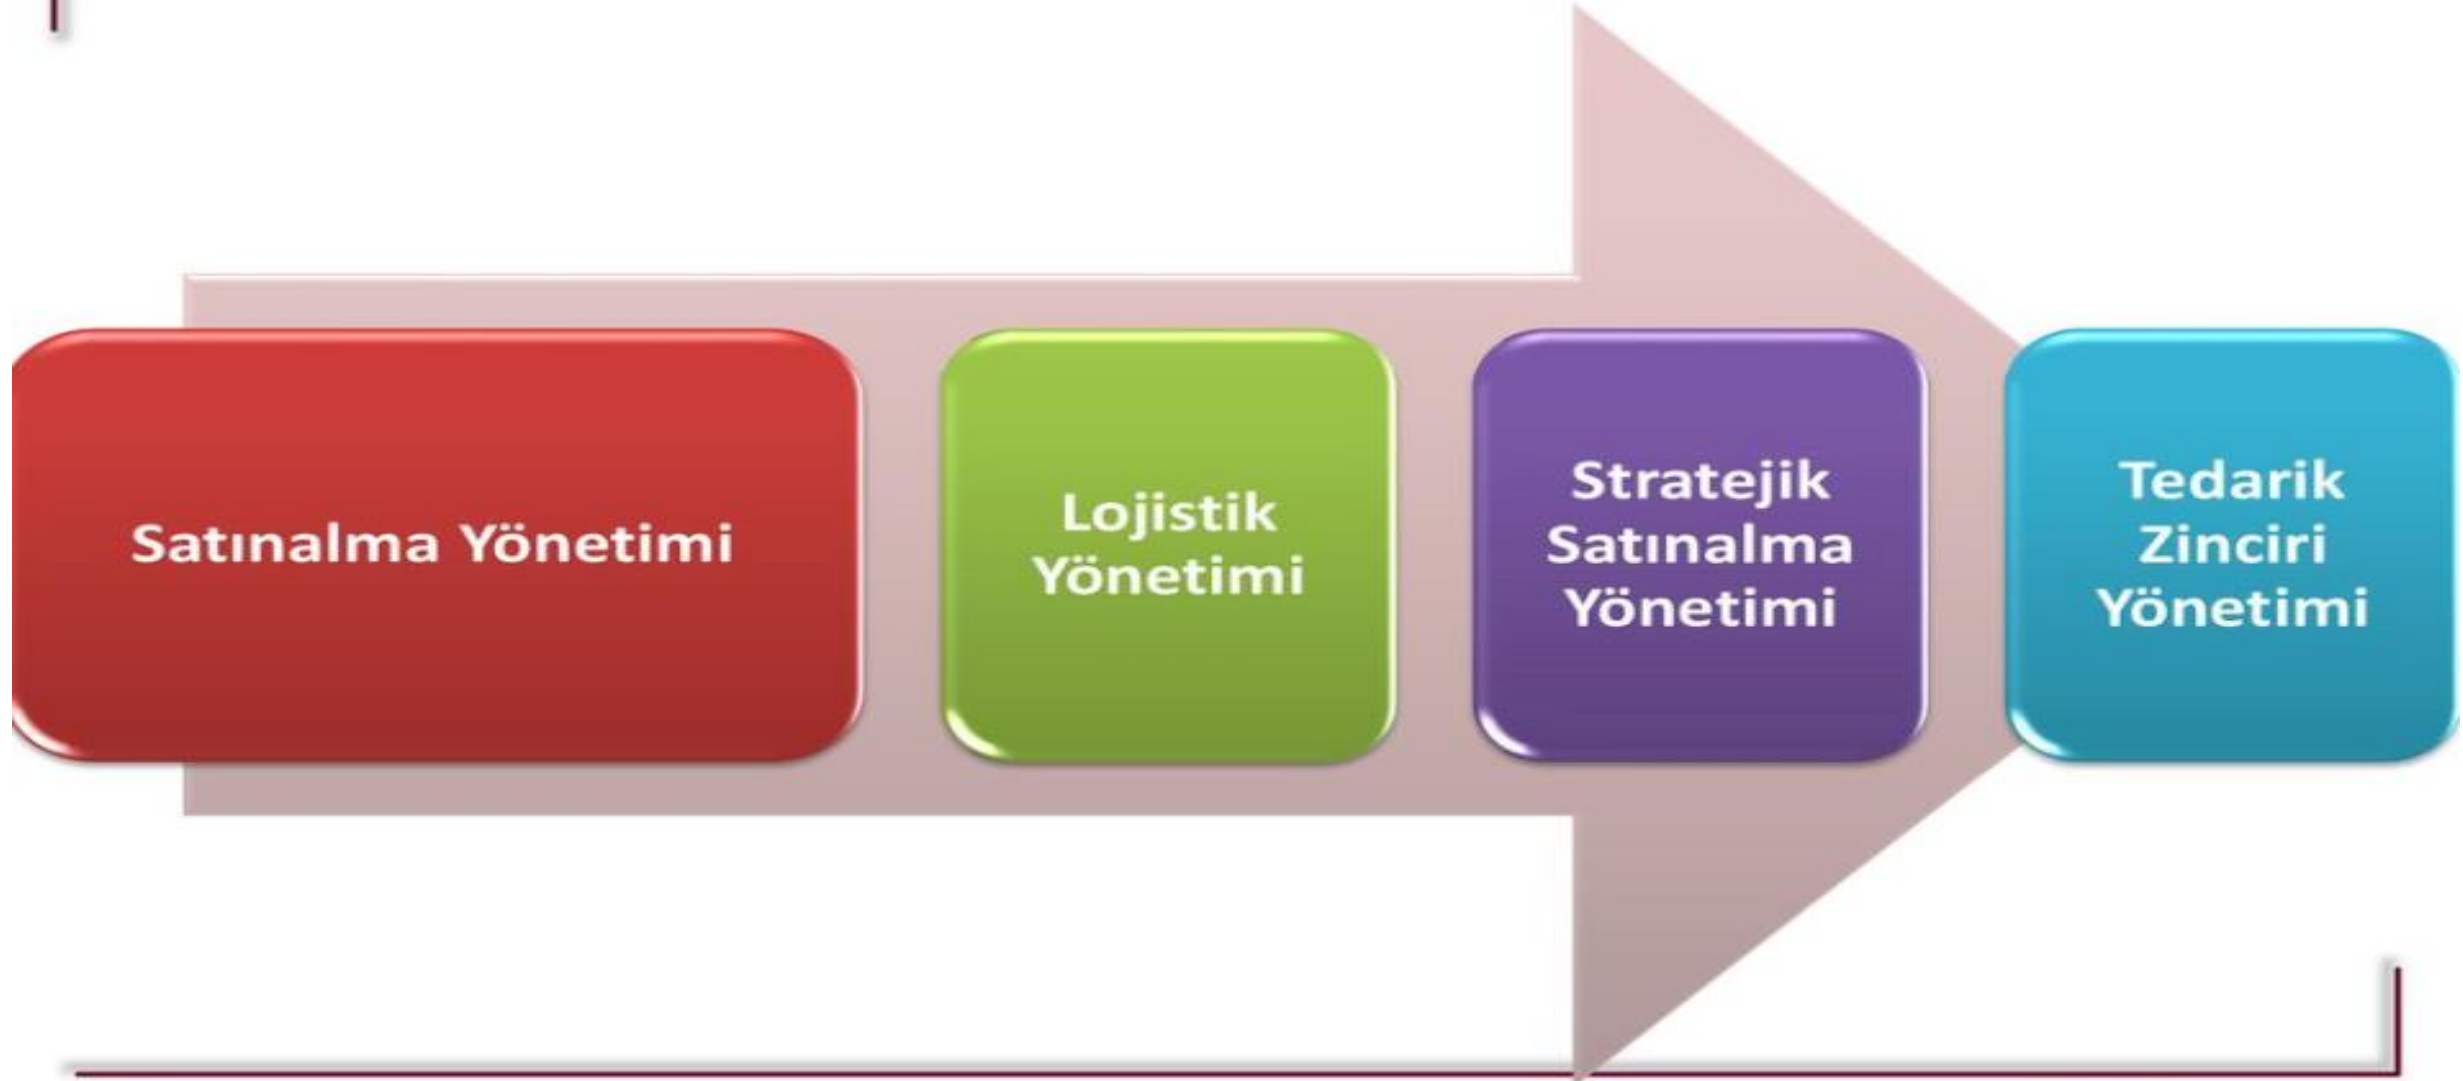 Satınalma Yönetimi
Lojistik
Yönetimi
Stratejik
Satınalma
Yönetimi
Tedarik
Zinciri
Yönetimi